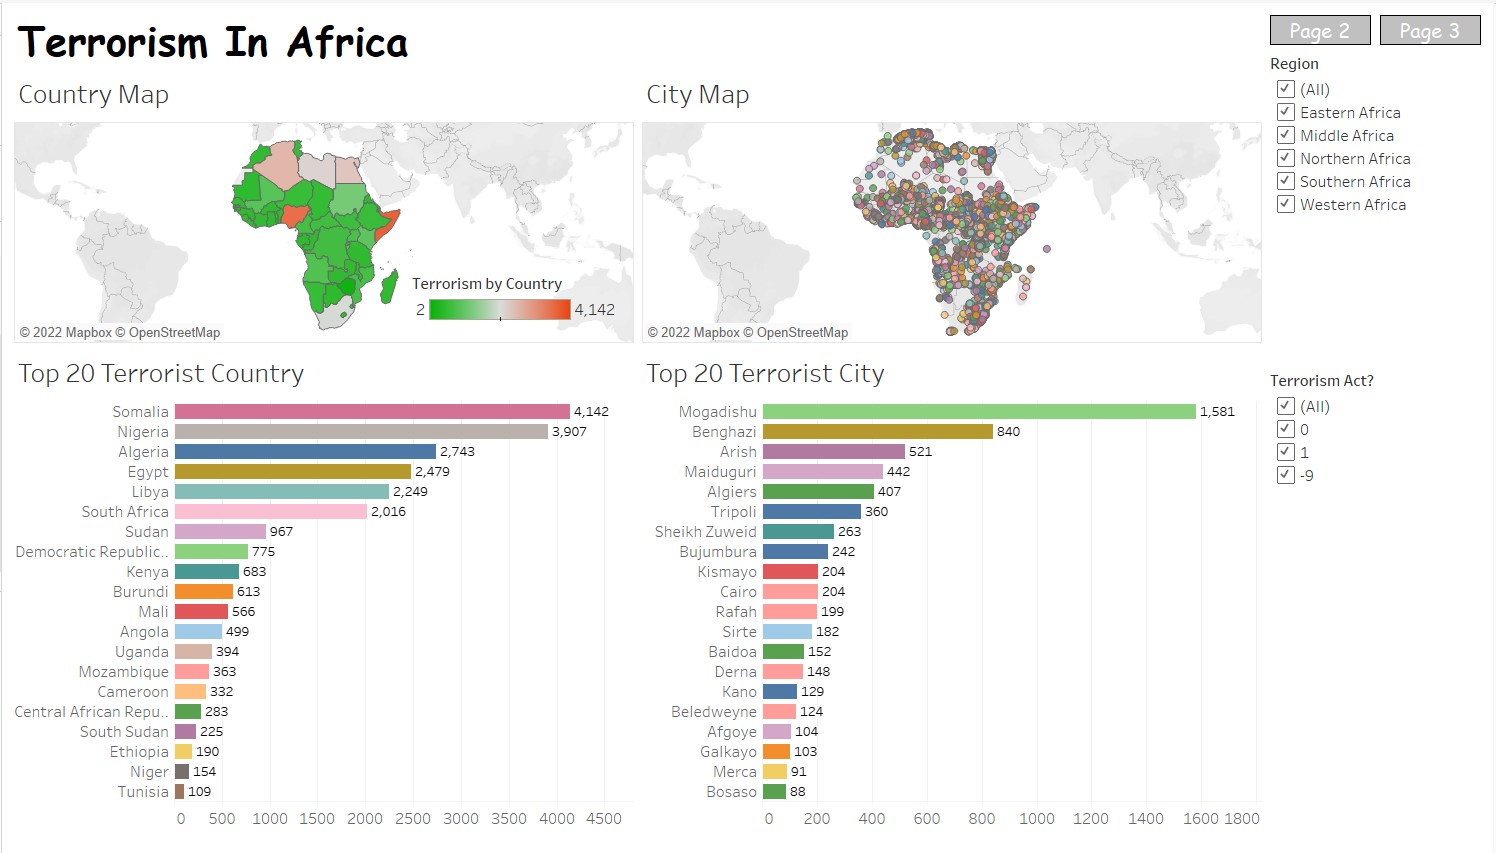 Terrorism In Africa
Page 2
Page 3
Country Map
City Map
Terrorism by Country
2
4,142
© 2022 Mapbox © OpenStreetMap
© 2022 Mapbox © OpenStreetMap
Region
(All)
Eastern Africa
Middle Africa
Northern Africa
Southern Africa
Western Africa
Top 20 Terrorist Country
Somalia 4,142
Nigeria 3,907
Algeria 2,743
Egypt 2,479
Libya 2,249
South Africa 2,016
Sudan 967
Democratic Republic.. 775
Kenya 683
Burundi 613
Mali 566
Angola 499
Uganda 394
Mozambique 363
Cameroon 332
Central African Repu.. 283
South Sudan 225
Ethiopia 190
Niger 154
Tunisia 109
0 500 1000 1500 2000 2500 3000 3500 4000 4500
Top 20 Terrorist City
Mogadishu 1,581
Benghazi 840
Arish 521
Maiduguri 442
Algiers 407
Tripoli 360
Sheikh Zuweid 263
Bujumbura 242
Kismayo 204
Cairo 204
Rafah 199
Sirte 182
Baidoa 152
Derna 148
Kano 129
Beledweyne 124
Afgoye 104
Galkayo 103
Merca 91
Bosaso 88
0 200 400 600 800 1000 1200 1400 1600 1800
Terrorism Act?
(All)
0
1
-9